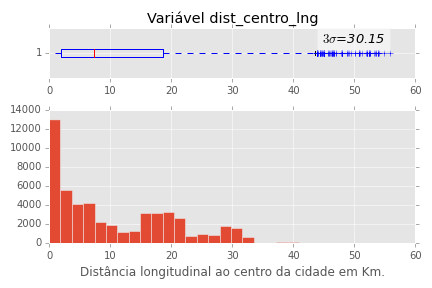 Variável dist_centro_lng
3σ=30.15
1
0 10 20 30 40 50 60
14000
12000
10000
8000
6000
4000
2000
0
0 10 20 30 40 50 60
Distância longitudinal ao centro da cidade em Km.